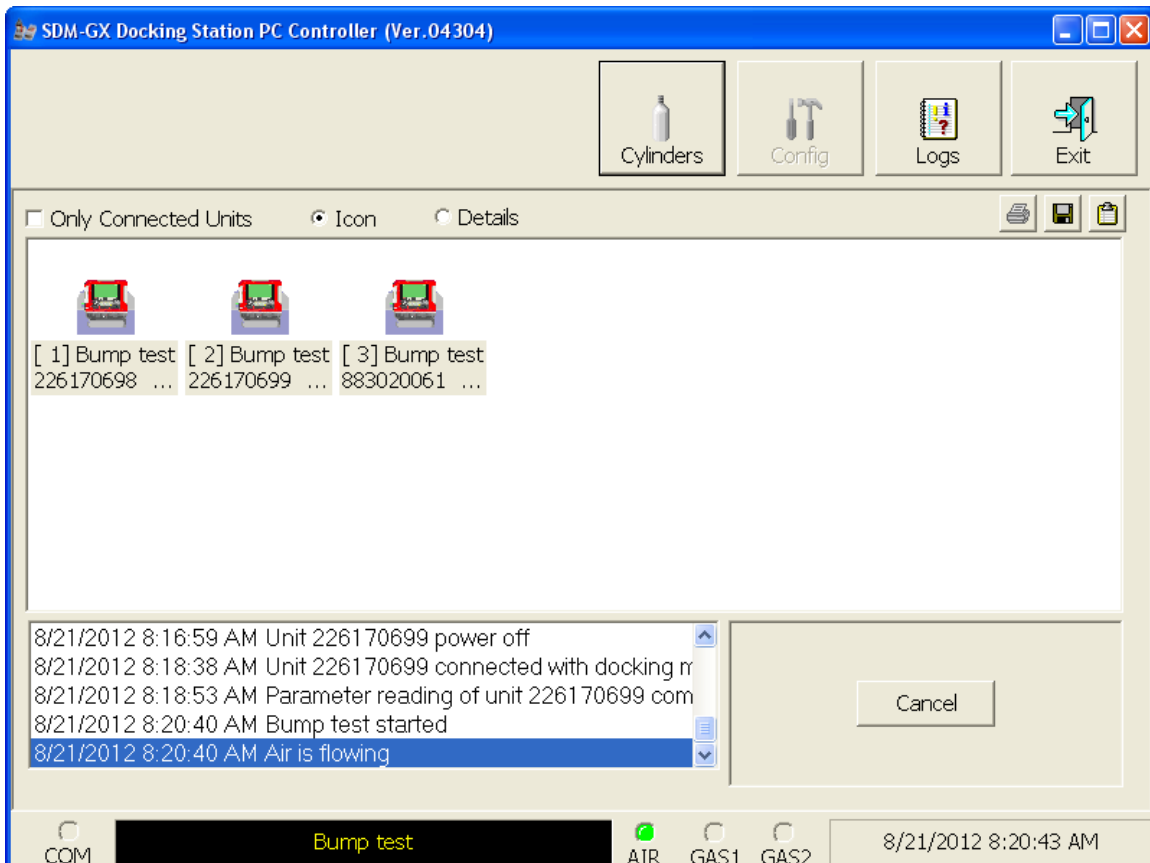 SDM-GX Docking Station PC Controller (Ver.04304)
Cylinders
Config
Logs
Exit
Only Connected Units
Icon
Details
[ 1] Bump test
226170698 ...
[ 2] Bump test
226170699 ...
[ 3] Bump test
883020061 ...
8/21/2012 8:16:59 AM Unit 226170699 power off
8/21/2012 8:18:38 AM Unit 226170699 connected with docking m
8/21/2012 8:18:53 AM Parameter reading of unit 226170699 com
8/21/2012 8:20:40 AM Bump test started
8/21/2012 8:20:40 AM Air is flowing
Cancel
COM
Bump test
AIR
GAS1
GAS2
8/21/2012 8:20:43 AM